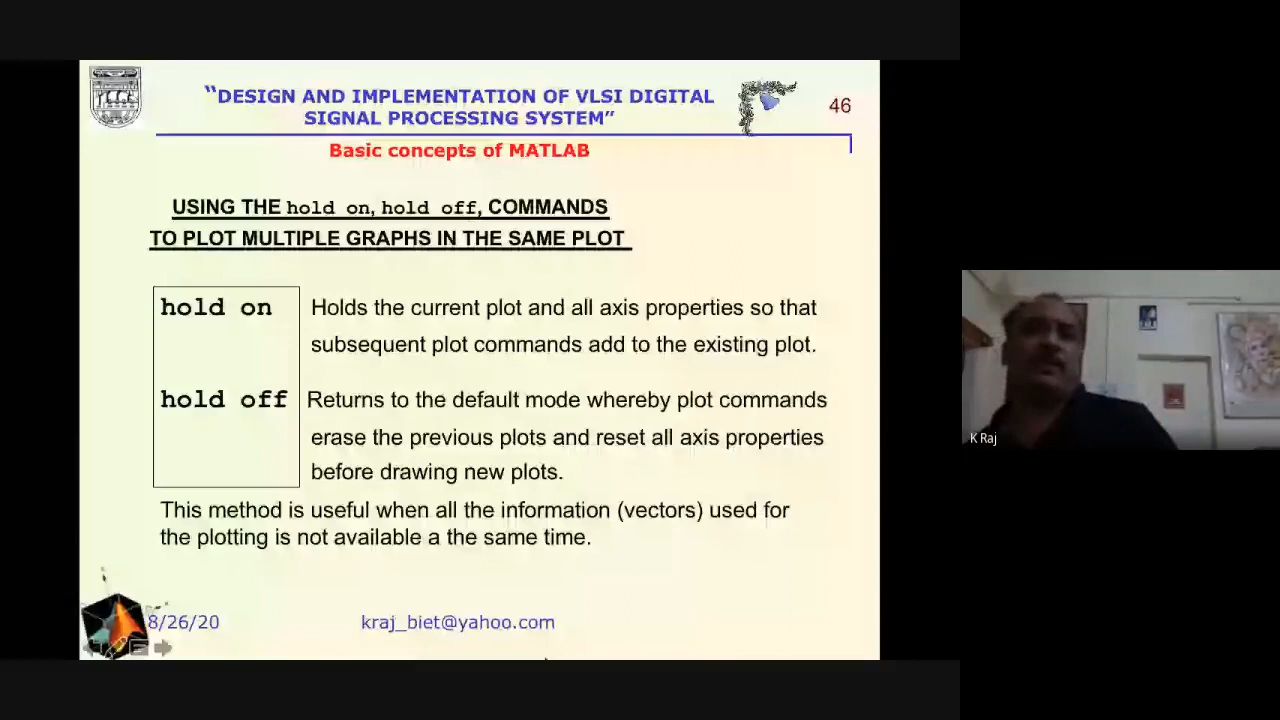 “DESIGN AND IMPLEMENTATION OF VLSI DIGITAL
SIGNAL PROCESSING SYSTEM”
46
Basic concepts of MATLAB
USING THE hold on, hold off, COMMANDS
TO PLOT MULTIPLE GRAPHS IN THE SAME PLOT
hold on Holds the current plot and all axis properties so that
subsequent plot commands add to the existing plot.
hold off Returns to the default mode whereby plot commands
erase the previous plots and reset all axis properties
before drawing new plots.
This method is useful when all the information (vectors) used for
the plotting is not available a the same time.
8/26/20
kraj_biet@yahoo.com
K Raj